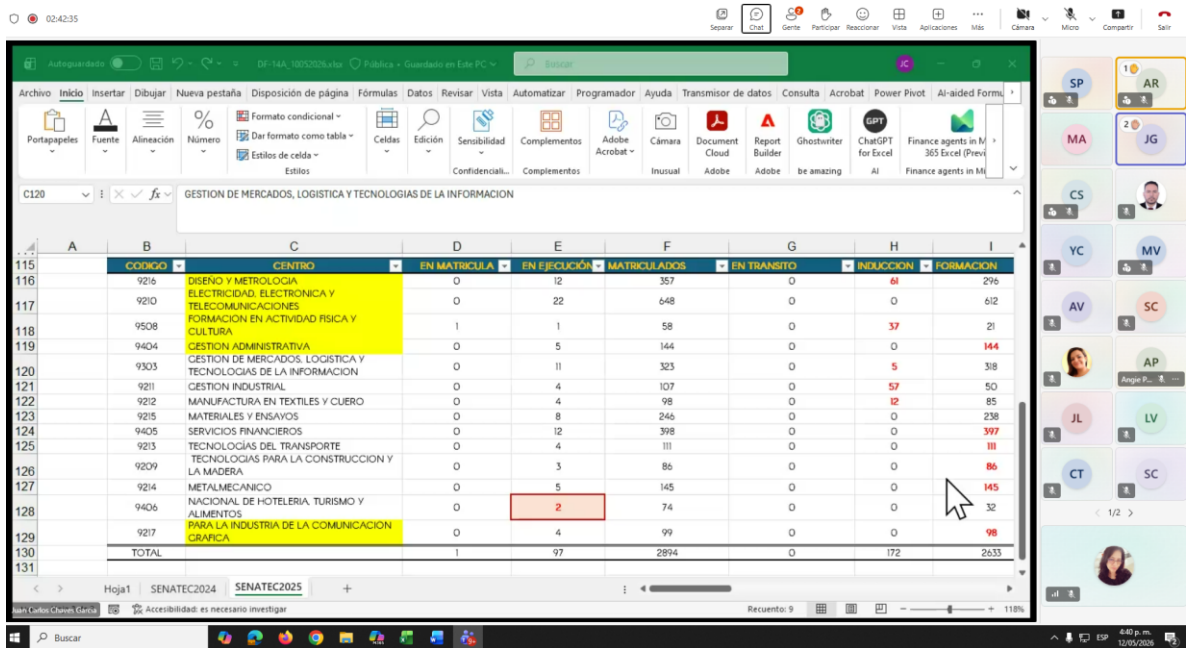 02:42:35
Separar Chat Gente Participar Reaccionar Vista Aplicaciones Más Cámara Micro Compartir Salir
Autoguardado DF-14A_10052026.xlsx Pública • Guardado en Este PC Buscar JC
Archivo Inicio Insertar Dibujar Nueva pestaña Disposición de página Fórmulas Datos Revisar Vista Automatizar Programador Ayuda Transmisor de datos Consulta Acrobat Power Pivot AI-aided Formu
Portapapeles Fuente Alineación Número
Formato condicional
Dar formato como tabla
Estilos de celda
Estilos
Celdas Edición
Sensibilidad
Confidenciali...
Complementos
Complementos
Adobe Acrobat
Cámara
Inusual
Document Cloud
Adobe
Report Builder
Adobe
Ghostwriter
be amazing
GPT
ChatGPT for Excel
AI
Finance agents in M
365 Excel (Previ
Finance agents in Mi
C120 fx GESTION DE MERCADOS, LOGISTICA Y TECNOLOGIAS DE LA INFORMACION
A B C D E F G H I
115 CODIGO CENTRO EN MATRICULA EN EJECUCIÓN MATRICULADOS EN TRANSITO INDUCCION FORMACION
116 9216 DISEÑO Y METROLOGIA 0 12 357 0 61 296
117 9210 ELECTRICIDAD, ELECTRONICA Y TELECOMUNICACIONES 0 22 648 0 0 612
118 9508 FORMACION EN ACTIVIDAD FISICA Y CULTURA 1 1 58 0 37 21
119 9404 GESTION ADMINISTRATIVA 0 5 144 0 0 144
120 9303 GESTION DE MERCADOS, LOGISTICA Y TECNOLOGIAS DE LA INFORMACION 0 11 323 0 5 318
121 9211 GESTION INDUSTRIAL 0 4 107 0 57 50
122 9212 MANUFACTURA EN TEXTILES Y CUERO 0 4 98 0 12 85
123 9215 MATERIALES Y ENSAYOS 0 8 246 0 0 238
124 9405 SERVICIOS FINANCIEROS 0 12 398 0 0 397
125 9213 TECNOLOGÍAS DEL TRANSPORTE 0 4 111 0 0 111
126 9209 TECNOLOGIAS PARA LA CONSTRUCCION Y LA MADERA 0 3 86 0 0 86
127 9214 METALMECANICO 0 5 145 0 0 145
128 9406 NACIONAL DE HOTELERIA, TURISMO Y ALIMENTOS 0 2 74 0 0 32
129 9217 PARA LA INDUSTRIA DE LA COMUNICACION GRAFICA 0 4 99 0 0 98
130 TOTAL 1 97 2894 0 172 2633
131
Hoja1 SENATEC2024 SENATEC2025 +
Juan Carlos Chaves Garcia Accesibilidad: es necesario investigar Recuento: 9 118%
SP 1 AR
MA 2 JG
CS
YC MV
AV SC
AP
Angie P... ...
JL LV
CT SC
1/2
Buscar
ESP 4:40 p. m.
12/05/2026 2